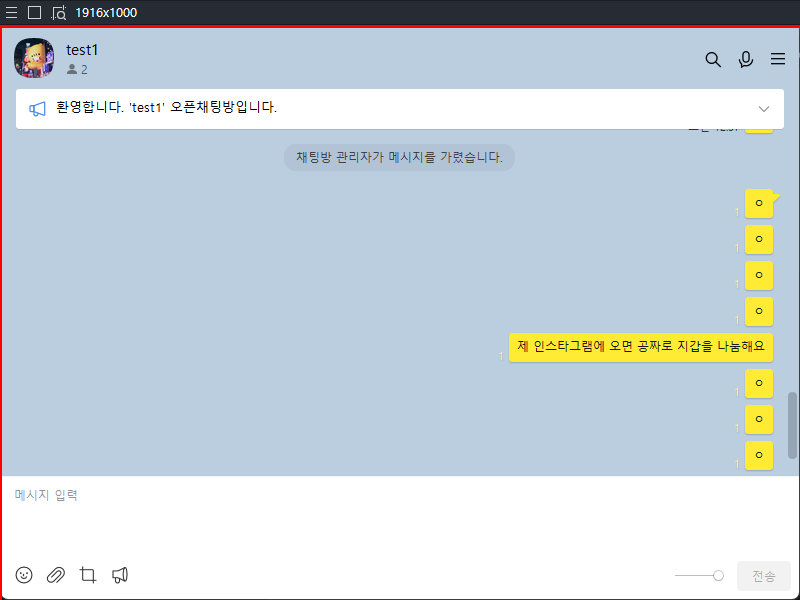 1916x1000
test1
2
환영합니다. 'test1' 오픈채팅방입니다.
채팅방 관리자가 메시지를 가렸습니다.
1 ㅇ
1 ㅇ
1 ㅇ
1 ㅇ
1 제 인스타그램에 오면 공짜로 지갑을 나눔해요
1 ㅇ
1 ㅇ
1 ㅇ
메시지 입력
전송